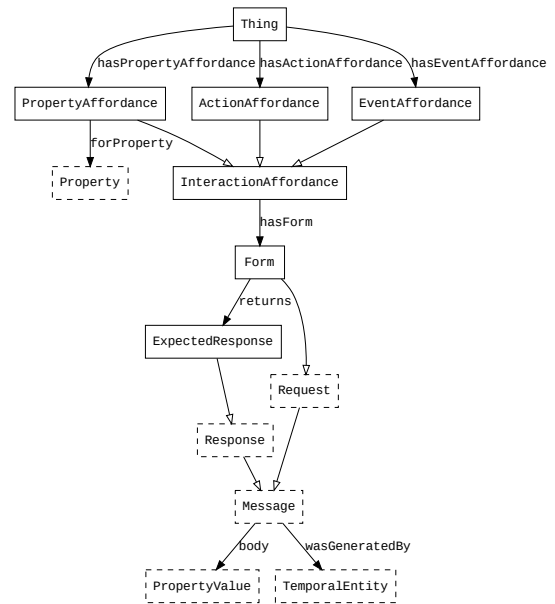 Thing
hasPropertyAffordance hasActionAffordance hasEventAffordance
PropertyAffordance ActionAffordance EventAffordance
forProperty
Property InteractionAffordance
hasForm
Form
returns
ExpectedResponse
Request
Response
Message
body wasGeneratedBy
PropertyValue TemporalEntity